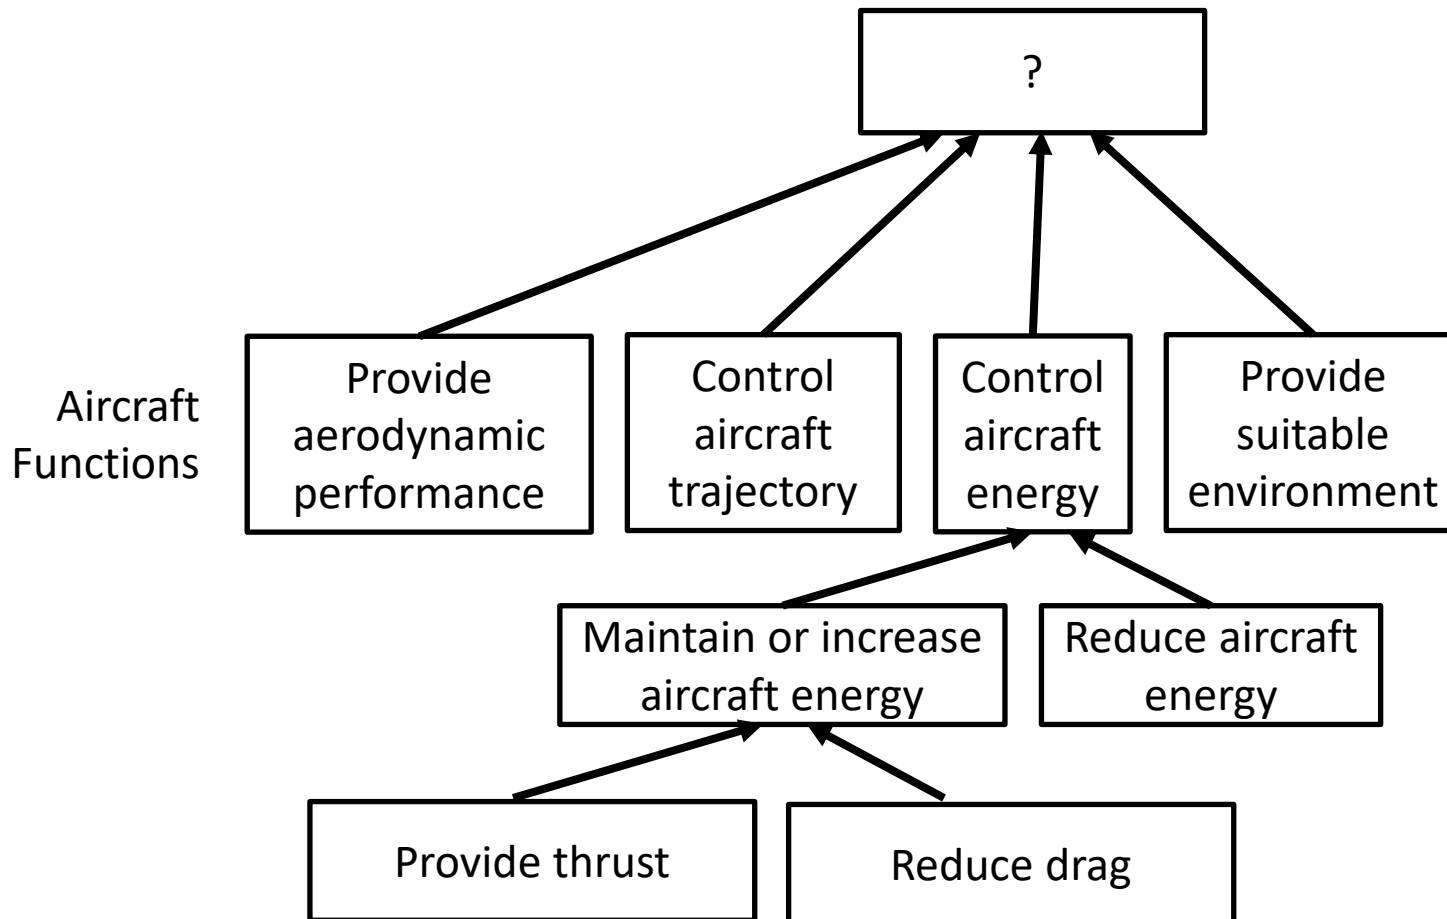 ?
Aircraft
Functions
Provide
aerodynamic
performance
Control
aircraft
trajectory
Control
aircraft
energy
Provide
suitable
environment
Maintain or increase
aircraft energy
Reduce aircraft
energy
Provide thrust
Reduce drag